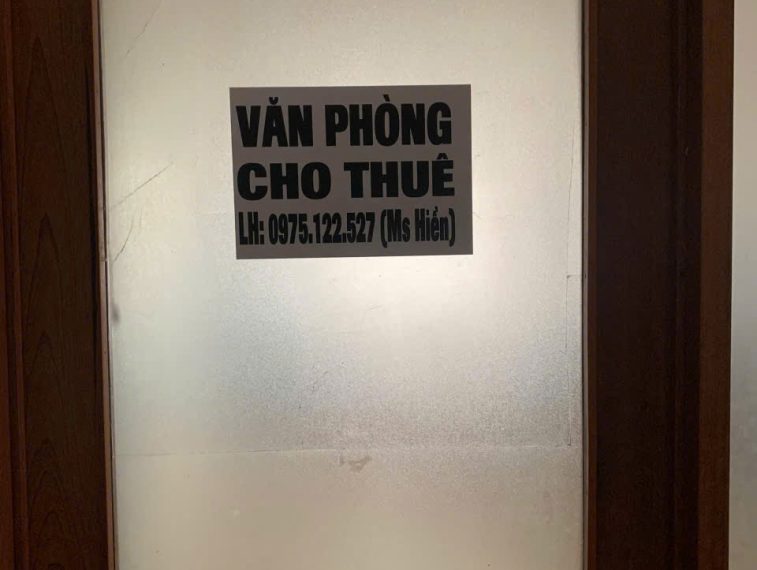 VĂN PHÒNG
CHO THUÊ
LH: 0975.122.527 (Ms Hiền)